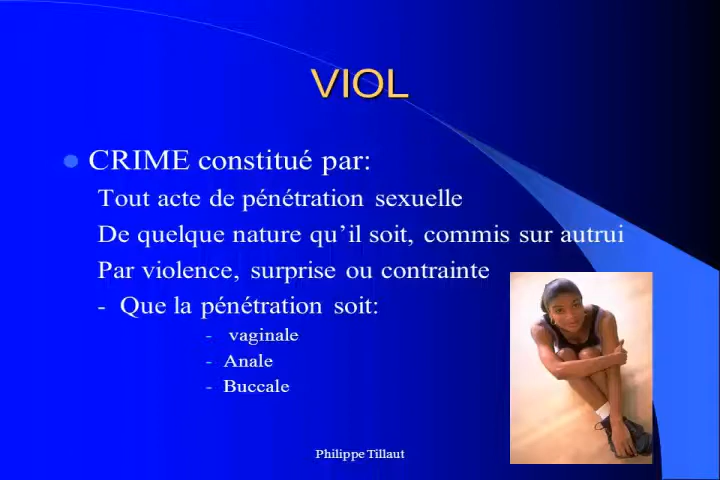 VIOL
CRIME constitué par:
Tout acte de pénétration sexuelle
De quelque nature qu’il soit, commis sur autrui
Par violence, surprise ou contrainte
- Que la pénétration soit:
- vaginale
- Anale
- Buccale
Philippe Tillaut